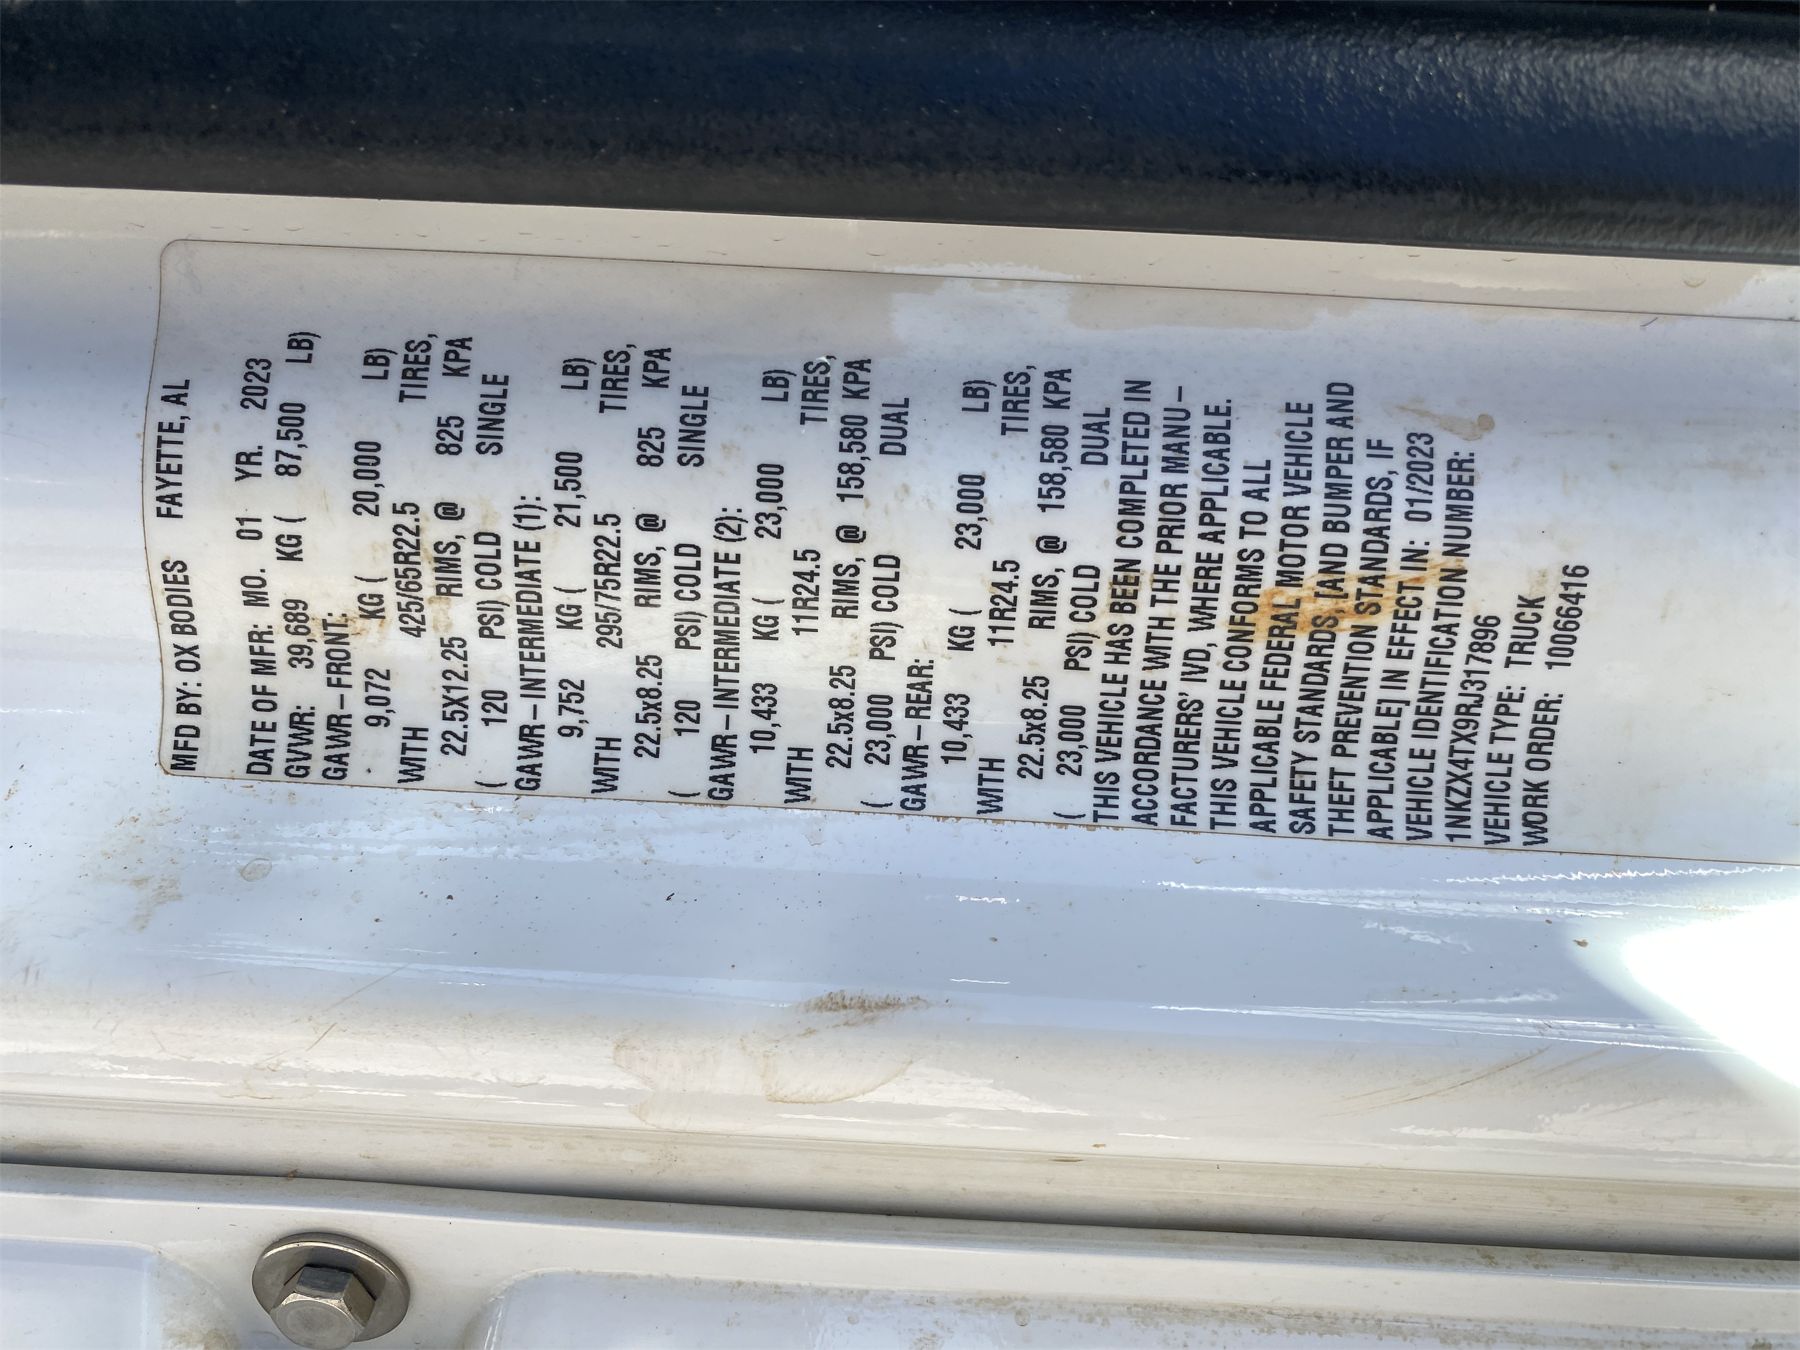 MFD BY: OX BODIES FAYETTE, AL
DATE OF MFR: MO. 01 YR. 2023
GVWR: 39,689 KG ( 87,500 LB)
GAWR-FRONT:
9,072 KG ( 20,000 LB)
WITH 425/65R22.5 TIRES,
22.5X12.25 RIMS, @ 825 KPA
( 120 PSI) COLD SINGLE
GAWR-INTERMEDIATE (1):
9,752 KG ( 21,500 LB)
WITH 295/75R22.5 TIRES,
22.5x8.25 RIMS, @ 825 KPA
( 120 PSI) COLD SINGLE
GAWR-INTERMEDIATE (2):
10,433 KG ( 23,000 LB)
WITH 11R24.5 TIRES,
22.5x8.25 RIMS, @ 158,580 KPA
( 23,000 PSI) COLD DUAL
GAWR-REAR:
10,433 KG ( 23,000 LB)
WITH 11R24.5 TIRES,
22.5x8.25 RIMS, @ 158,580 KPA
( 23,000 PSI) COLD DUAL
THIS VEHICLE HAS BEEN COMPLETED IN
ACCORDANCE WITH THE PRIOR MANU-
FACTURERS' IVD, WHERE APPLICABLE.
THIS VEHICLE CONFORMS TO ALL
APPLICABLE FEDERAL MOTOR VEHICLE
SAFETY STANDARDS, [AND BUMPER AND
THEFT PREVENTION STANDARDS, IF
APPLICABLE] IN EFFECT IN: 01/2023
VEHICLE IDENTIFICATION NUMBER:
1NKZX4TX9RJ317896
VEHICLE TYPE: TRUCK
WORK ORDER: 10066416